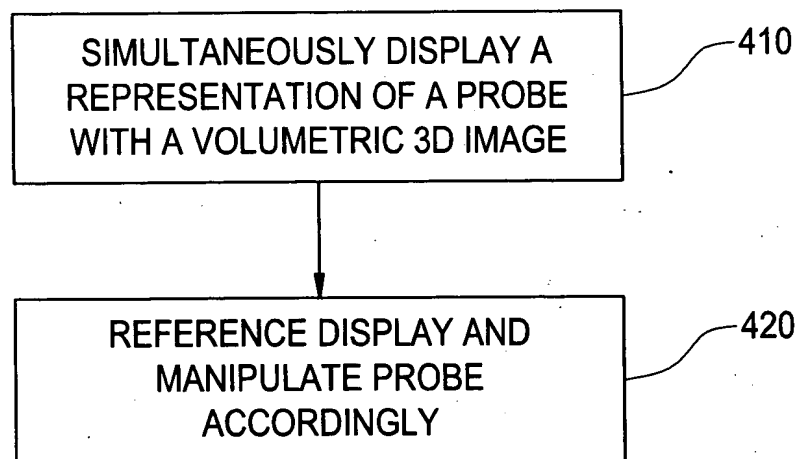 SIMULTANEOUSLY DISPLAY A
REPRESENTATION OF A PROBE
WITH A VOLUMETRIC 3D IMAGE
410
REFERENCE DISPLAY AND
MANIPULATE PROBE
ACCORDINGLY
420